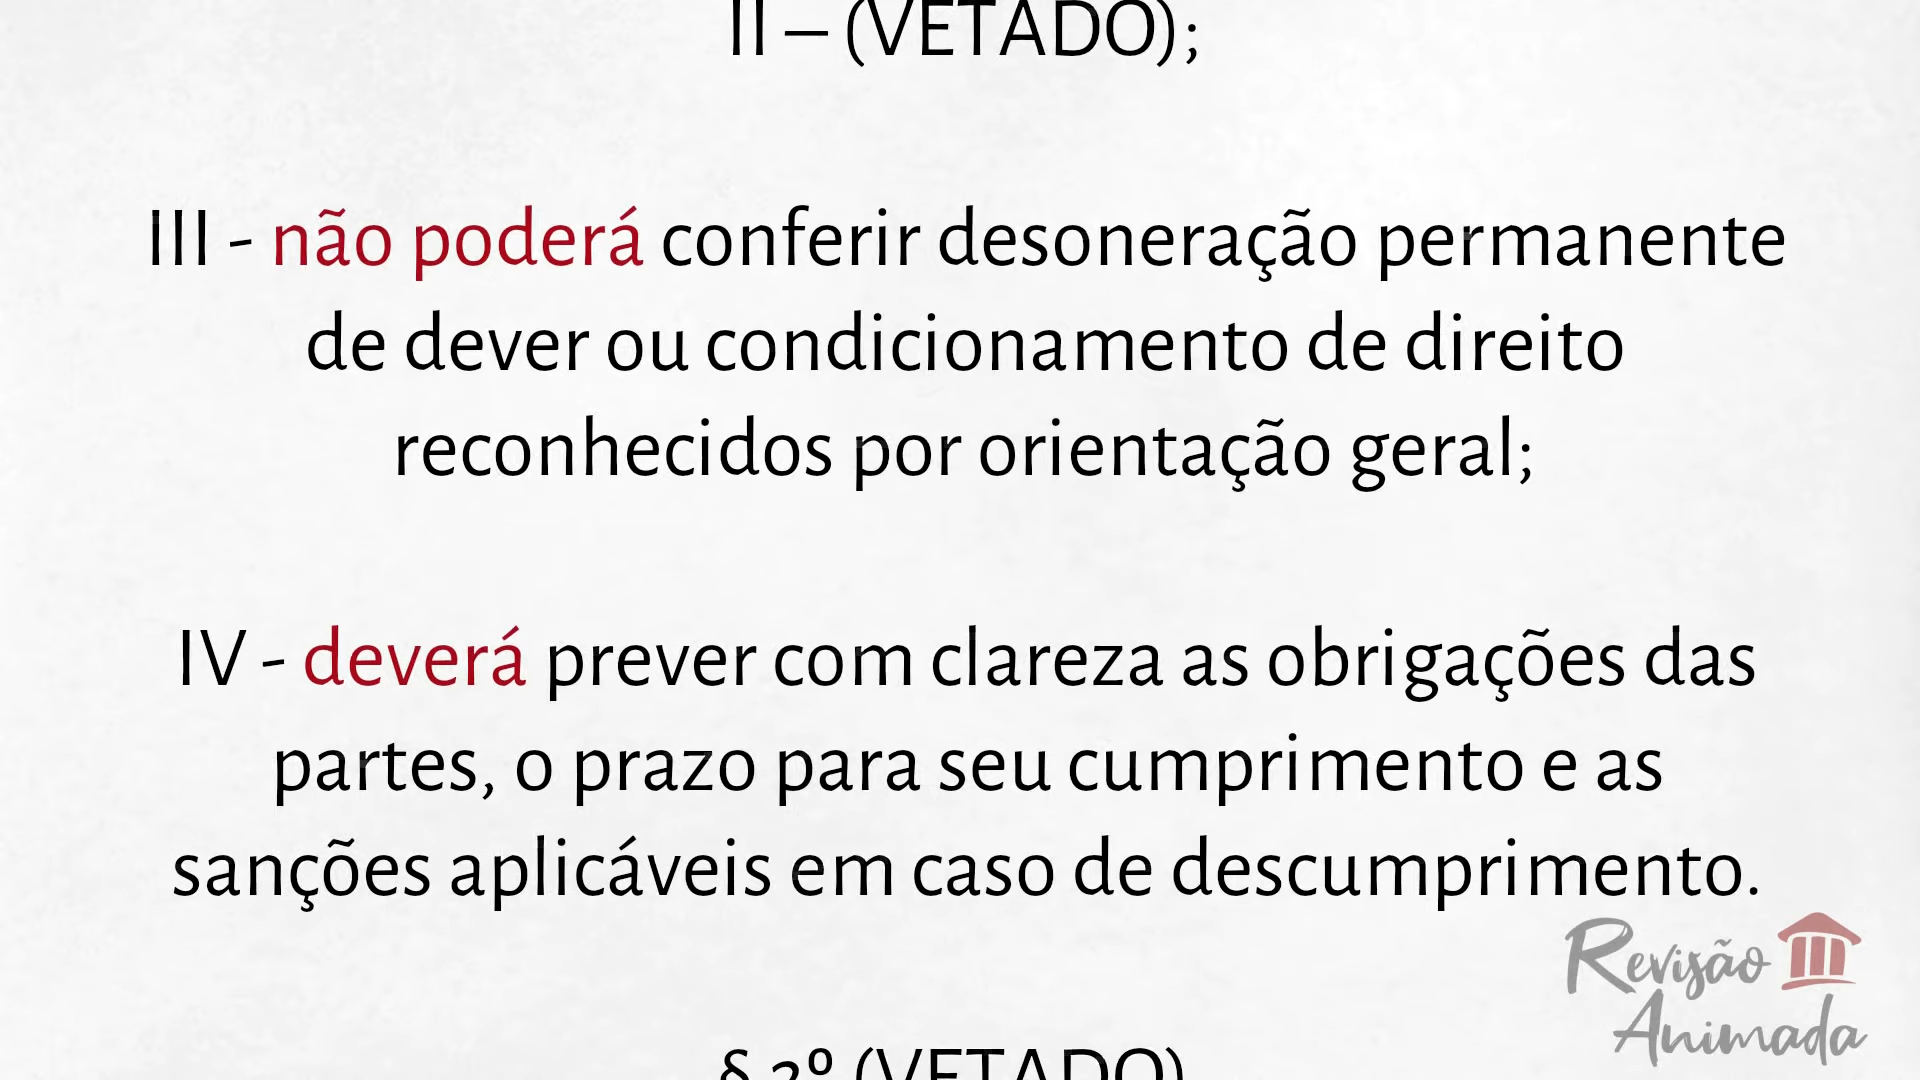 II – (VETADO);
III - não poderá conferir desoneração permanente
de dever ou condicionamento de direito
reconhecidos por orientação geral;
IV - deverá prever com clareza as obrigações das
partes, o prazo para seu cumprimento e as
sanções aplicáveis em caso de descumprimento.
Revisão
Animada
§ 2º (VETADO)